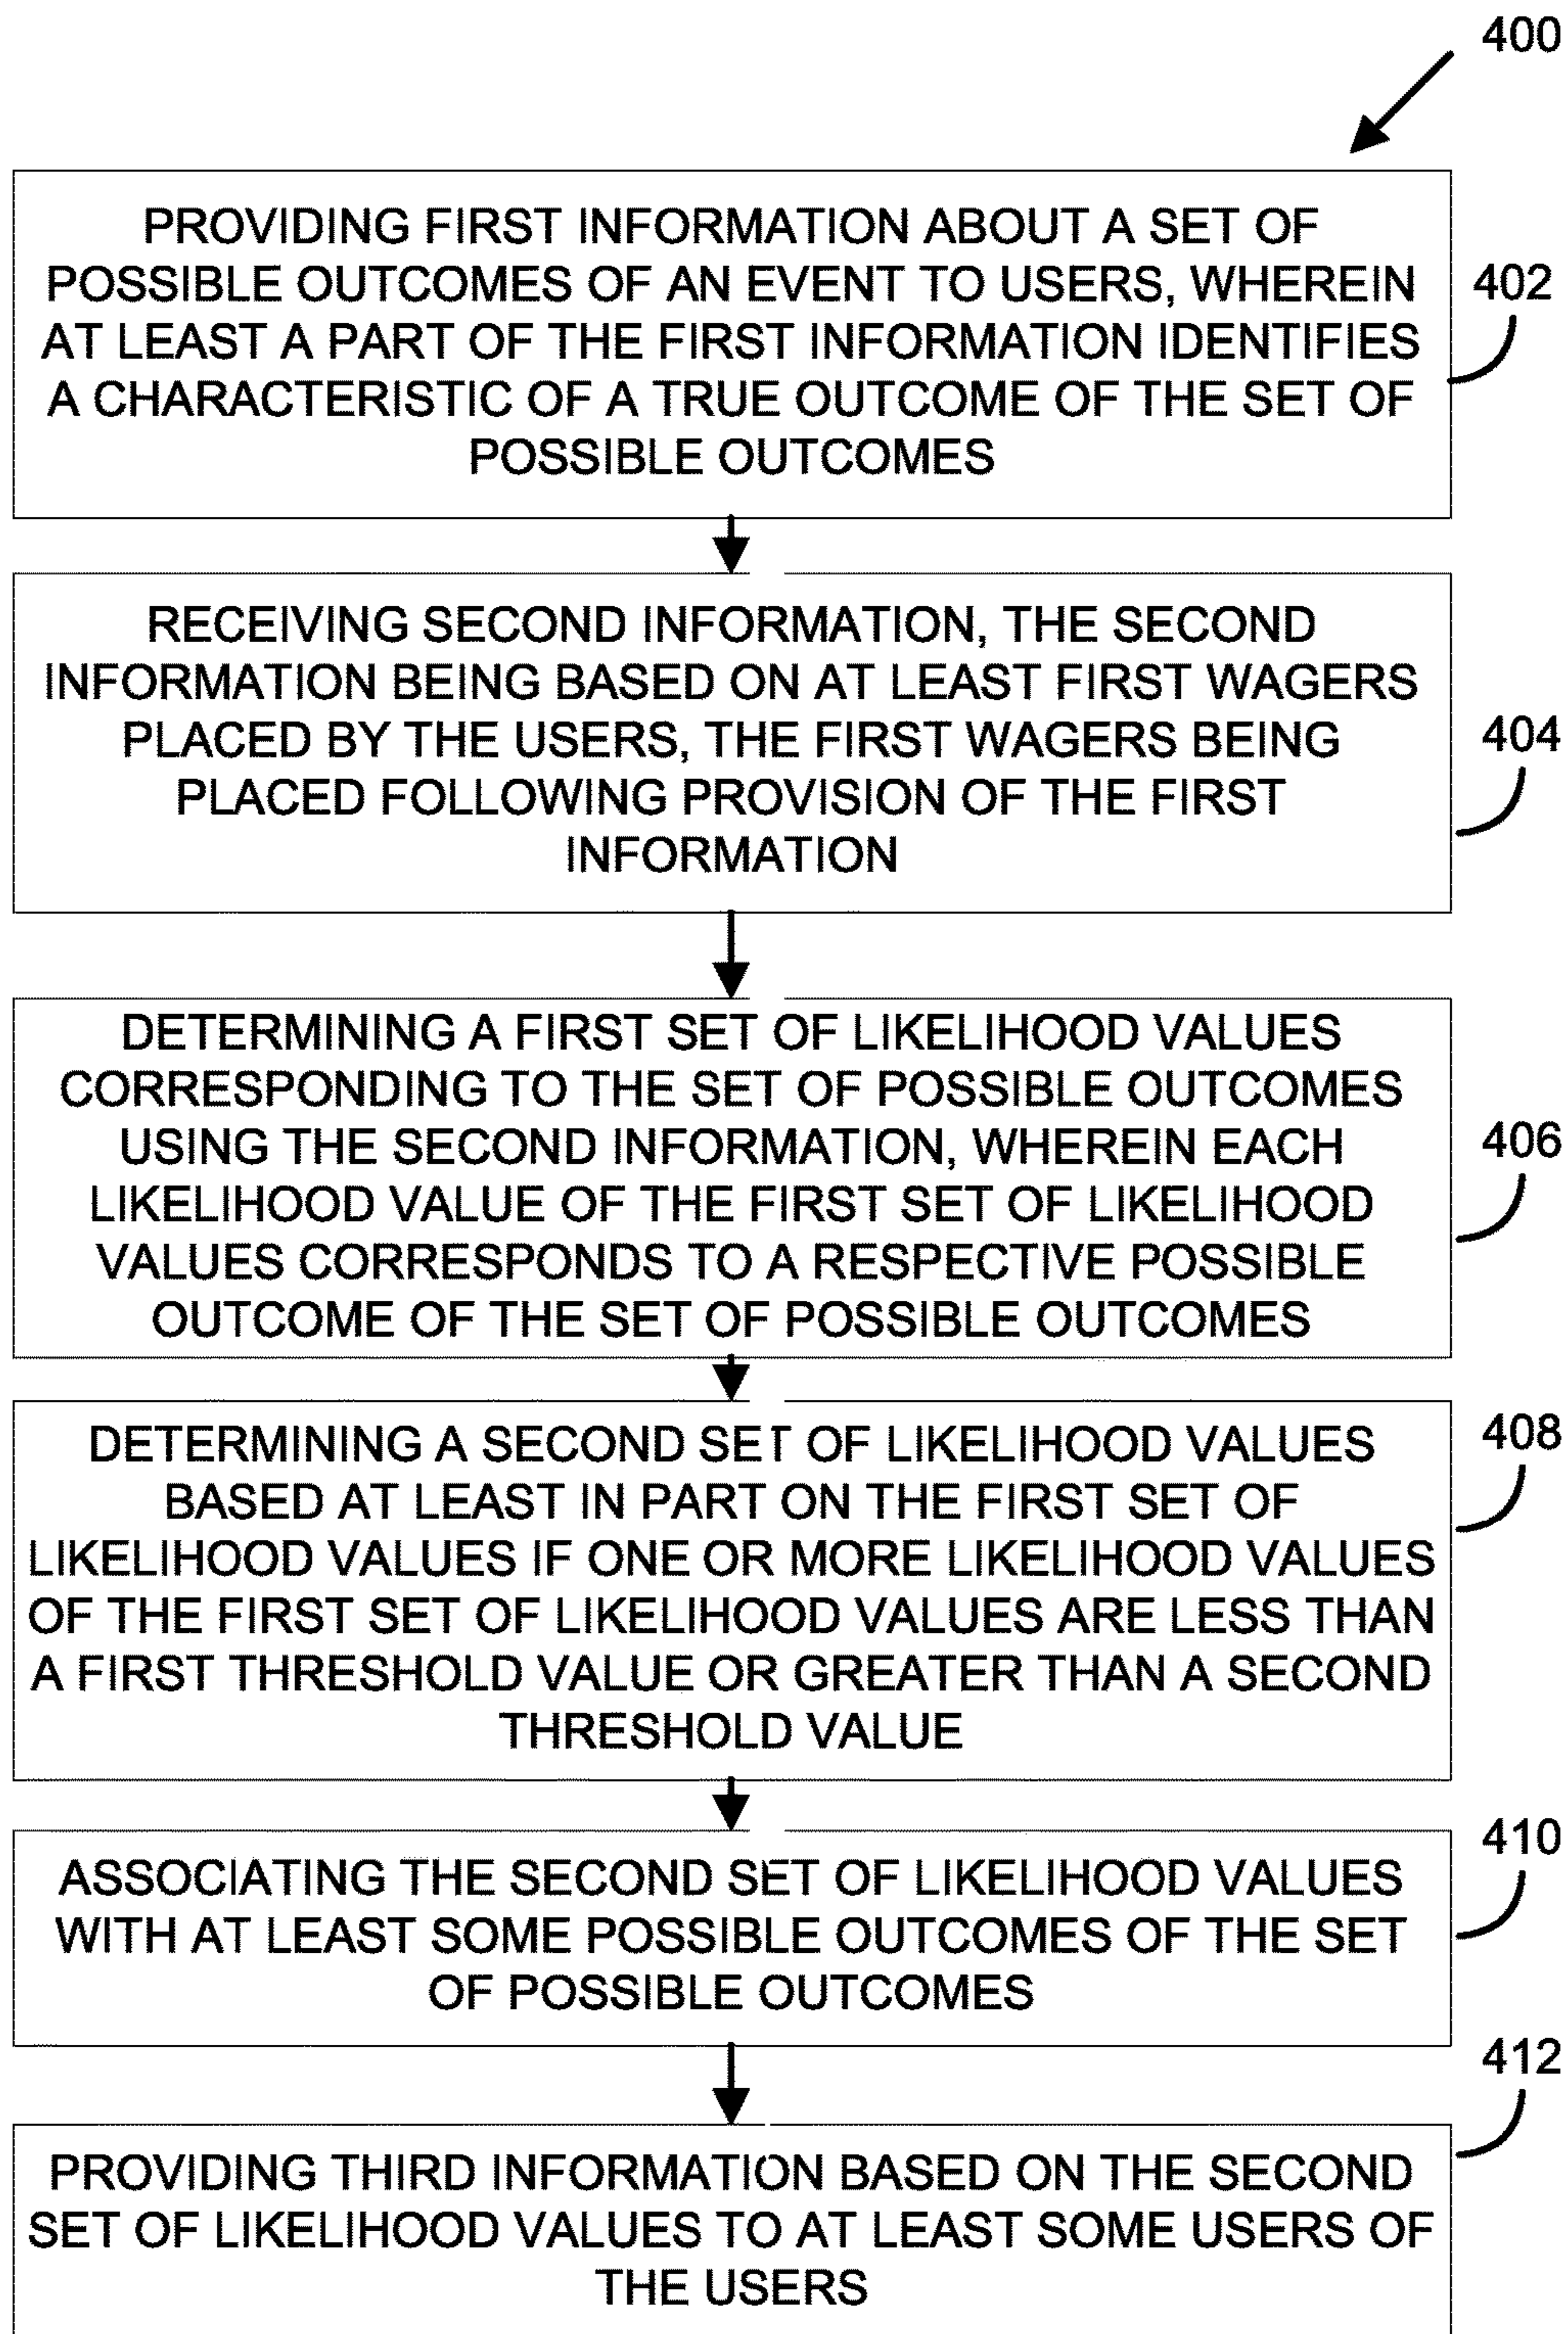 400
PROVIDING FIRST INFORMATION ABOUT A SET OF
POSSIBLE OUTCOMES OF AN EVENT TO USERS, WHEREIN
AT LEAST A PART OF THE FIRST INFORMATION IDENTIFIES
A CHARACTERISTIC OF A TRUE OUTCOME OF THE SET OF
POSSIBLE OUTCOMES
402
RECEIVING SECOND INFORMATION, THE SECOND
INFORMATION BEING BASED ON AT LEAST FIRST WAGERS
PLACED BY THE USERS, THE FIRST WAGERS BEING
PLACED FOLLOWING PROVISION OF THE FIRST
INFORMATION
404
DETERMINING A FIRST SET OF LIKELIHOOD VALUES
CORRESPONDING TO THE SET OF POSSIBLE OUTCOMES
USING THE SECOND INFORMATION, WHEREIN EACH
LIKELIHOOD VALUE OF THE FIRST SET OF LIKELIHOOD
VALUES CORRESPONDS TO A RESPECTIVE POSSIBLE
OUTCOME OF THE SET OF POSSIBLE OUTCOMES
406
DETERMINING A SECOND SET OF LIKELIHOOD VALUES
BASED AT LEAST IN PART ON THE FIRST SET OF
LIKELIHOOD VALUES IF ONE OR MORE LIKELIHOOD VALUES
OF THE FIRST SET OF LIKELIHOOD VALUES ARE LESS THAN
A FIRST THRESHOLD VALUE OR GREATER THAN A SECOND
THRESHOLD VALUE
408
ASSOCIATING THE SECOND SET OF LIKELIHOOD VALUES
WITH AT LEAST SOME POSSIBLE OUTCOMES OF THE SET
OF POSSIBLE OUTCOMES
410
PROVIDING THIRD INFORMATION BASED ON THE SECOND
SET OF LIKELIHOOD VALUES TO AT LEAST SOME USERS OF
THE USERS
412